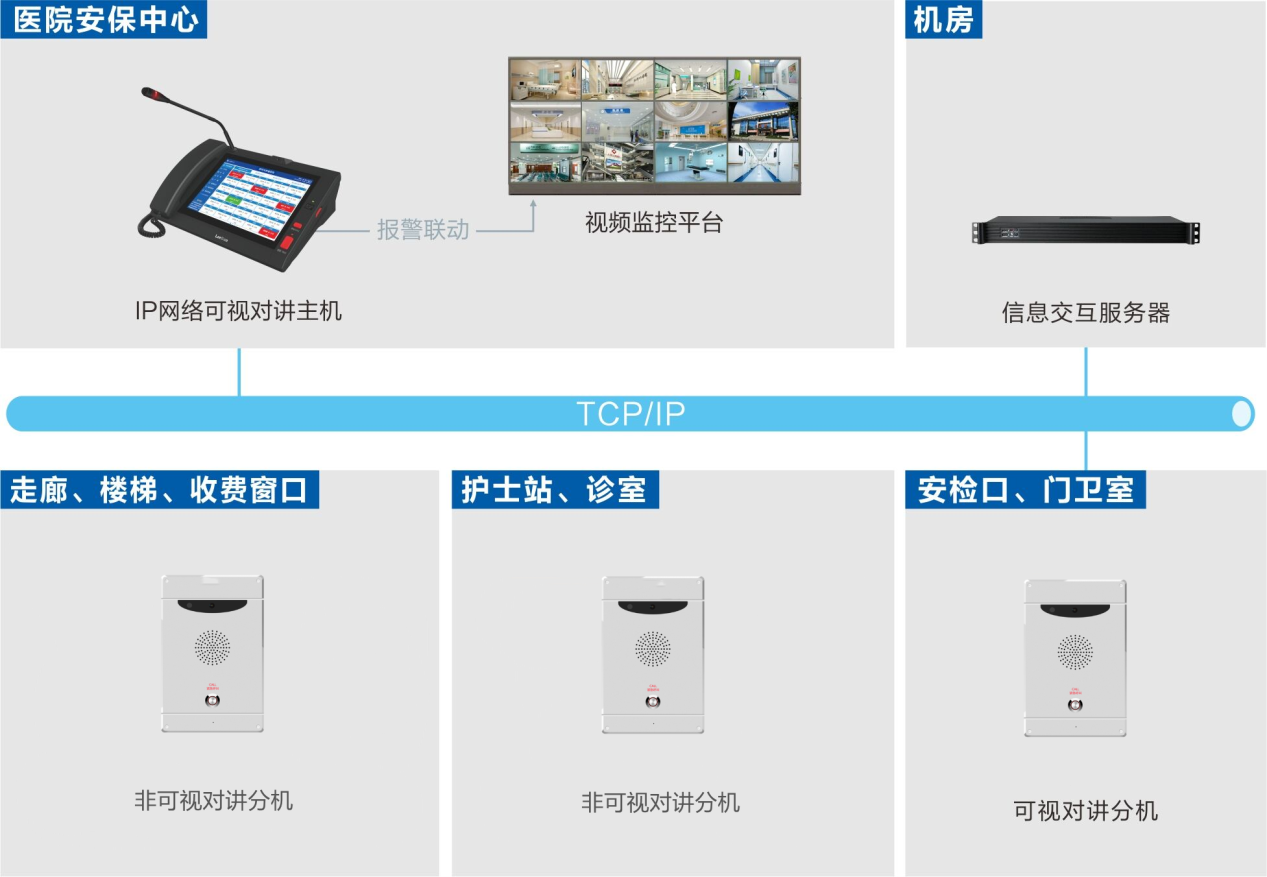 医院安保中心
机房
报警联动
视频监控平台
IP网络可视对讲主机
信息交互服务器
TCP/IP
走廊、楼梯、收费窗口
护士站、诊室
安检口、门卫室
非可视对讲分机
非可视对讲分机
可视对讲分机